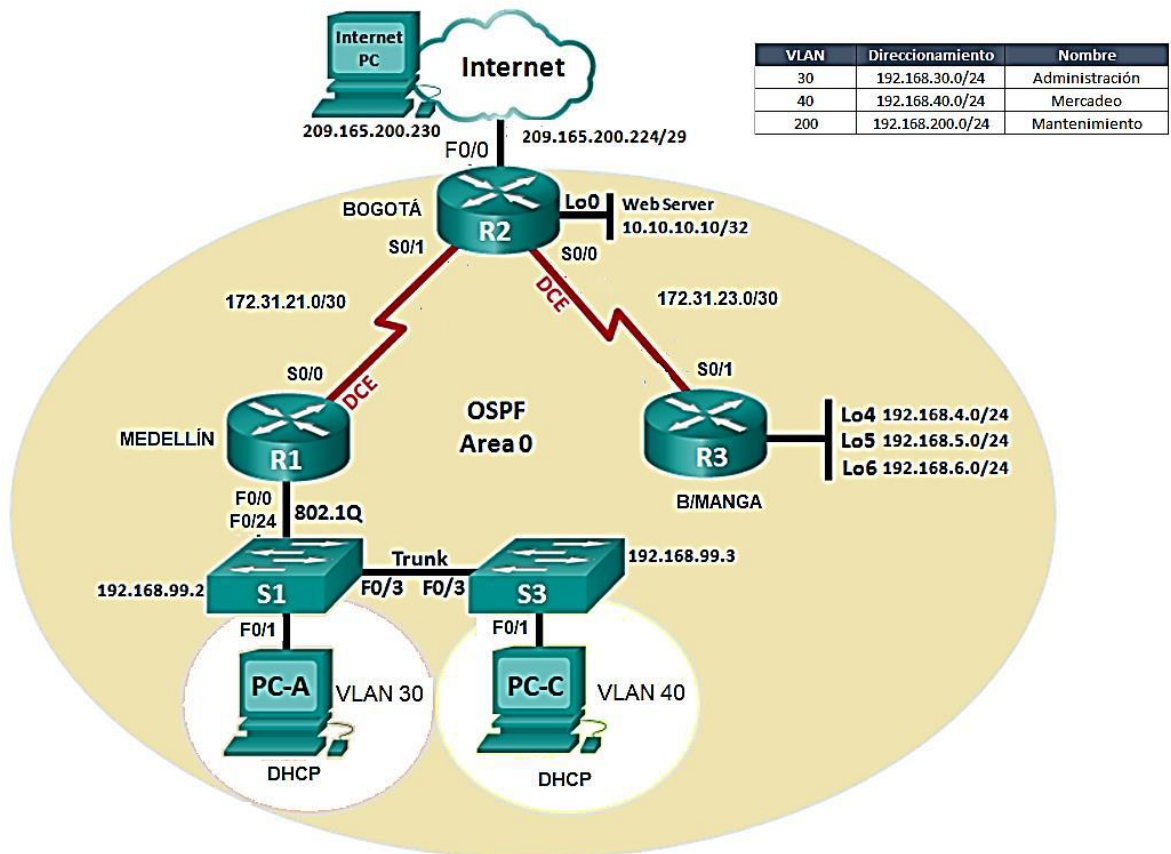 Internet
PC
Internet
209.165.200.230
209.165.200.224/29
F0/0
VLAN Direccionamiento Nombre
30 192.168.30.0/24 Administración
40 192.168.40.0/24 Mercadeo
200 192.168.200.0/24 Mantenimiento
BOGOTÁ
R2
Lo0
Web Server
10.10.10.10/32
S0/1
S0/0
DCE
172.31.21.0/30
172.31.23.0/30
S0/0
DCE
S0/1
OSPF
Area 0
MEDELLÍN
R1
R3
B/MANGA
Lo4 192.168.4.0/24
Lo5 192.168.5.0/24
Lo6 192.168.6.0/24
F0/0
F0/24
802.1Q
Trunk
192.168.99.2
S1
F0/3
F0/3
S3
192.168.99.3
F0/1
F0/1
PC-A
VLAN 30
DHCP
PC-C
VLAN 40
DHCP